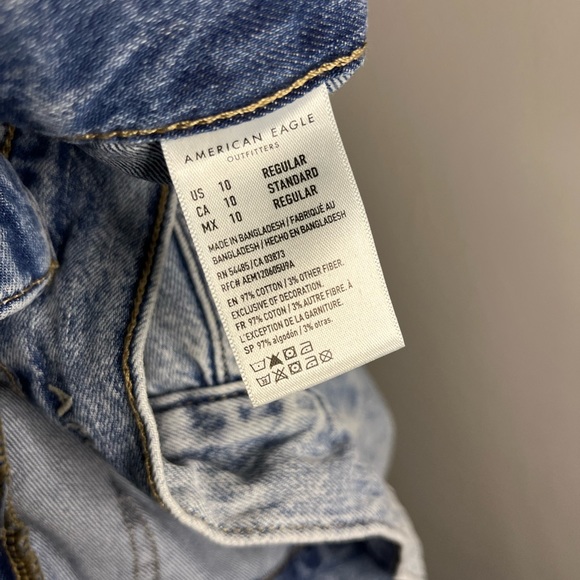 AMERICAN EAGLE
OUTFITTERS
US 10 REGULAR
CA 10 STANDARD
MX 10 REGULAR
MADE IN BANGLADESH / FABRIQUÉ AU
BANGLADESH / HECHO EN BANGLADESH
RN 54485 / CA 03873
RFC# AEM120605U9A
EN 97% COTTON / 3% OTHER FIBER.
EXCLUSIVE OF DECORATION.
FR 97% COTON / 3% AUTRE FIBRE. À
L'EXCEPTION DE LA GARNITURE.
SP 97% algodón / 3% otras.